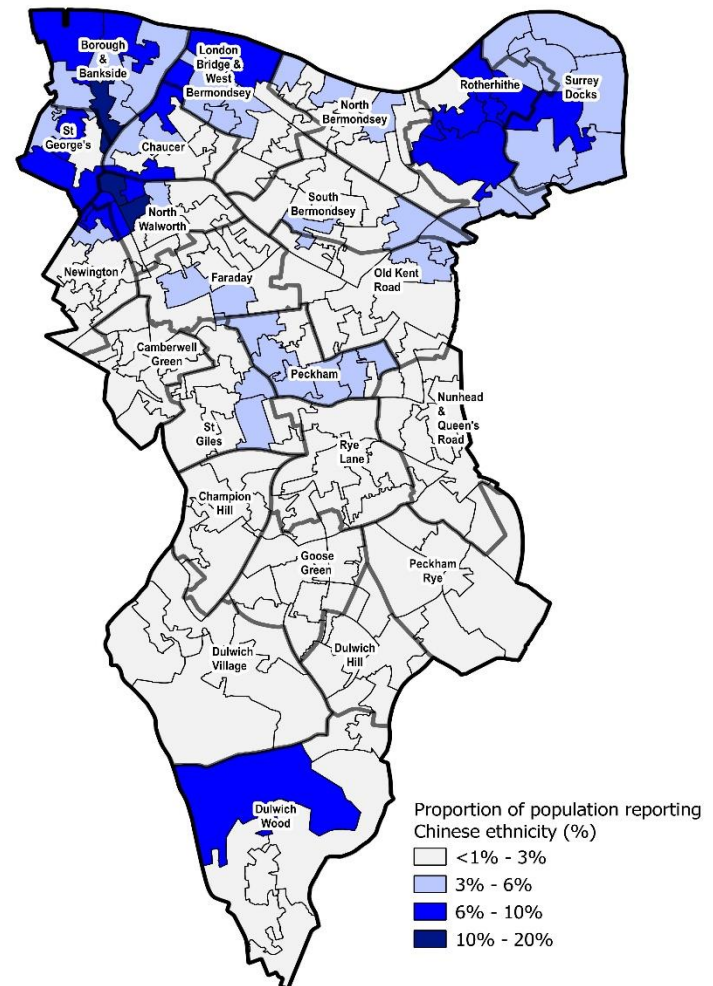 Borough
&
Bankside
London
Bridge &
West
Bermondsey
Rotherhithe
Surrey
Docks
North
Bermondsey
St
George's
Chaucer
South
Bermondsey
North
Walworth
Newington
Faraday
Old Kent
Road
Camberwell
Green
Peckham
Nunhead
&
Queen's
Road
St
Giles
Rye
Lane
Champion
Hill
Goose
Green
Peckham
Rye
Dulwich
Village
Dulwich
Hill
Dulwich
Wood
Proportion of population reporting
Chinese ethnicity (%)
<1% - 3%
3% - 6%
6% - 10%
10% - 20%